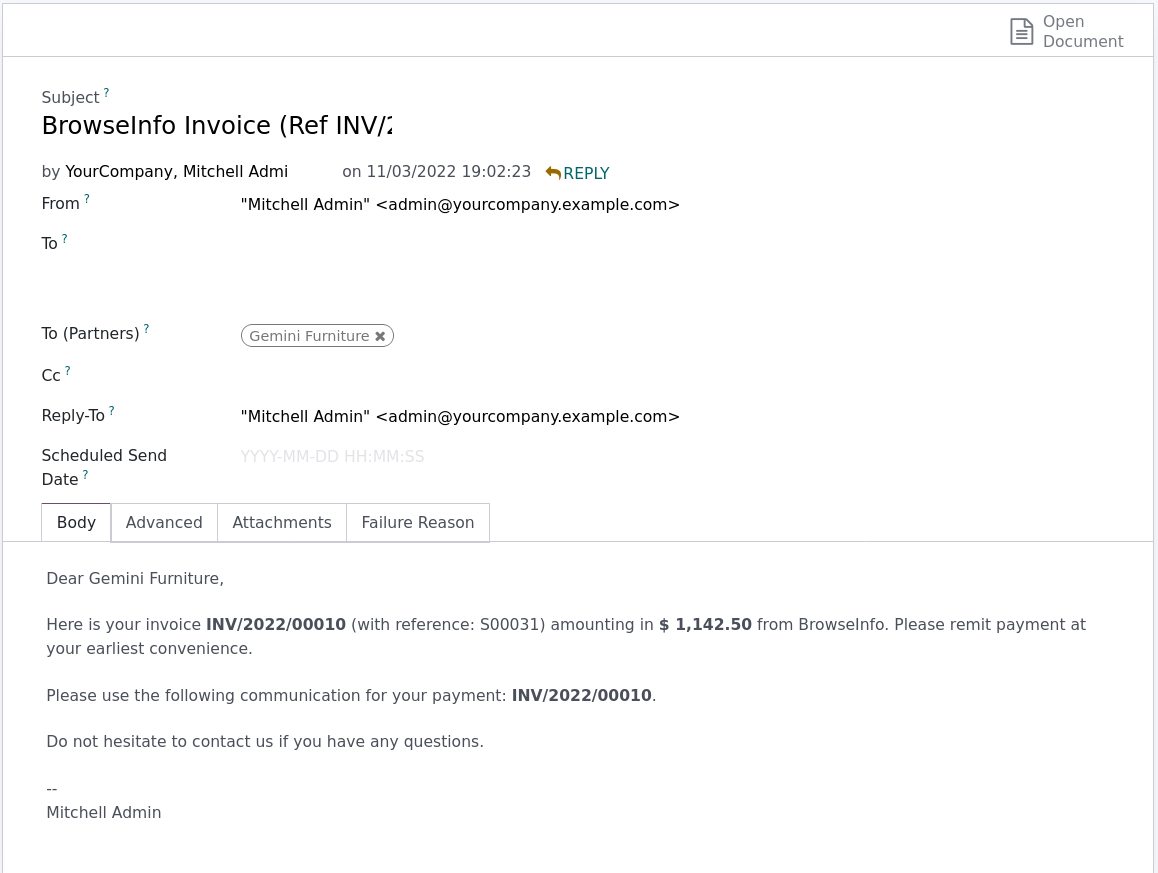 Open
Document
Subject ?
BrowseInfo Invoice (Ref INV/
by YourCompany, Mitchell Admi on 11/03/2022 19:02:23 REPLY
From ? "Mitchell Admin" <admin@yourcompany.example.com>
To ?
To (Partners) ? Gemini Furniture ✖
Cc ?
Reply-To ? "Mitchell Admin" <admin@yourcompany.example.com>
Scheduled Send YYYY-MM-DD HH:MM:SS
Date ?
Body Advanced Attachments Failure Reason
Dear Gemini Furniture,
Here is your invoice INV/2022/00010 (with reference: S00031) amounting in $ 1,142.50 from BrowseInfo. Please remit payment at
your earliest convenience.
Please use the following communication for your payment: INV/2022/00010.
Do not hesitate to contact us if you have any questions.
--
Mitchell Admin